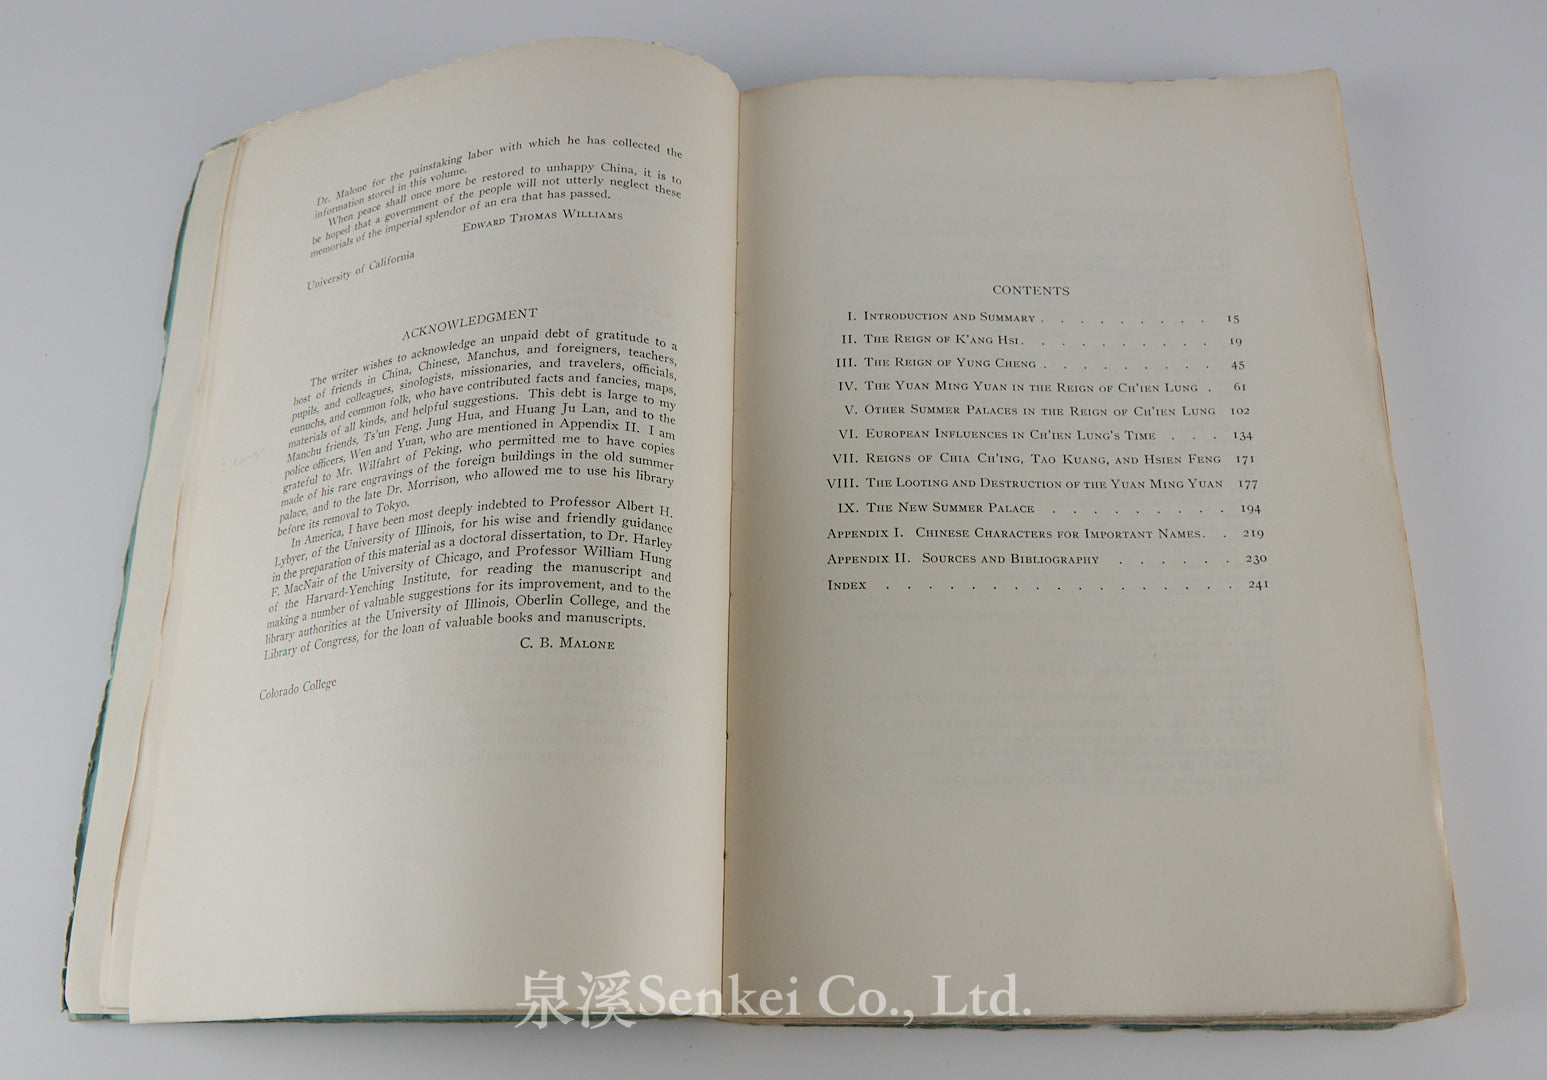 Dr. Malone for the painstaking labor with which he has collected the
information stored in this volume.
When peace shall once more be restored to unhappy China, it is to
be hoped that a government of the people will not utterly neglect these
memorials of the imperial splendor of an era that has passed.
Edward Thomas Williams
University of California
ACKNOWLEDGMENT
The writer wishes to acknowledge an unpaid debt of gratitude to a
host of friends in China, Chinese, Manchus, and foreigners, teachers,
pupils, and colleagues, sinologists, missionaries, and travelers, officials,
eunuchs, and common folk, who have contributed facts and fancies, maps,
materials of all kinds, and helpful suggestions. This debt is large to my
Manchu friends, Ts'un Feng, Jung Hua, and Huang Ju Lan, and to the
police officers, Wen and Yuan, who are mentioned in Appendix II. I am
grateful to Mr. Wilfahrt of Peking, who permitted me to have copies
made of his rare engravings of the foreign buildings in the old summer
palace, and to the late Dr. Morrison, who allowed me to use his library
before its removal to Tokyo.
In America, I have been most deeply indebted to Professor Albert H.
Lybyer, of the University of Illinois, for his wise and friendly guidance
in the preparation of this material as a doctoral dissertation, to Dr. Harley
F. MacNair of the University of Chicago, and Professor William Hung
of the Harvard-Yenching Institute, for reading the manuscript and
making a number of valuable suggestions for its improvement, and to the
library authorities at the University of Illinois, Oberlin College, and the
Library of Congress, for the loan of valuable books and manuscripts.
C. B. Malone
Colorado College
CONTENTS
I. Introduction and Summary . . . . . . . . . 15
II. The Reign of K'ang Hsi . . . . . . . . . . 19
III. The Reign of Yung Cheng . . . . . . . . . 45
IV. The Yuan Ming Yuan in the Reign of Ch'ien Lung . 61
V. Other Summer Palaces in the Reign of Ch'ien Lung 102
VI. European Influences in Ch'ien Lung's Time . . . 134
VII. Reigns of Chia Ch'ing, Tao Kuang, and Hsien Feng 171
VIII. The Looting and Destruction of the Yuan Ming Yuan 177
IX. The New Summer Palace . . . . . . . . . 194
Appendix I. Chinese Characters for Important Names . . 219
Appendix II. Sources and Bibliography . . . . . . 230
Index . . . . . . . . . . . . . . . . . 241
泉溪Senkei Co., Ltd.